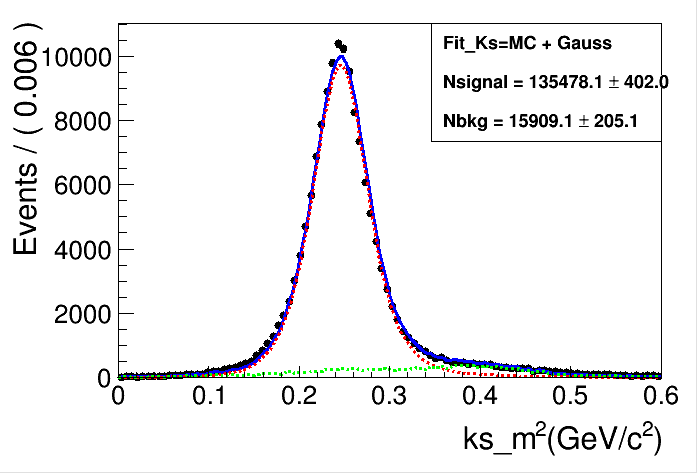 Fit_Ks=MC + Gauss
Nsignal = 135478.1 ± 402.0
Nbkg = 15909.1 ± 205.1
Events / ( 0.006 )
10000
8000
6000
4000
2000
0
0 0.1 0.2 0.3 0.4 0.5 0.6
ks_m²(GeV/c²)